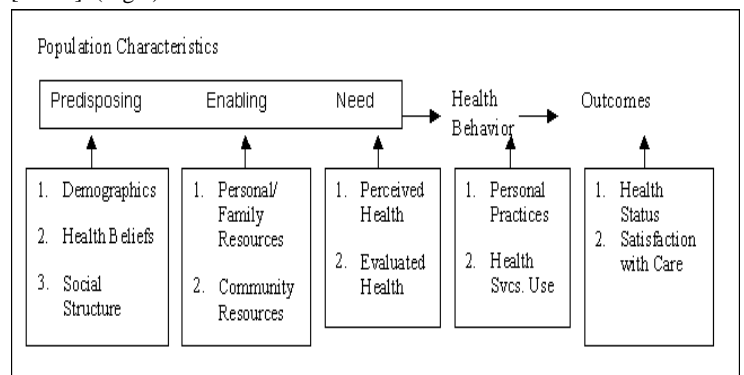 Population Characteristics
Predisposing Enabling Need
Health
Behavior
Outcomes
1. Demographics
2. Health Beliefs
3. Social
Structure
1. Personal/
Family
Resources
2. Community
Resources
1. Perceived
Health
2. Evaluated
Health
1. Personal
Practices
2. Health
Svcs. Use
1. Health
Status
2. Satisfaction
with Care